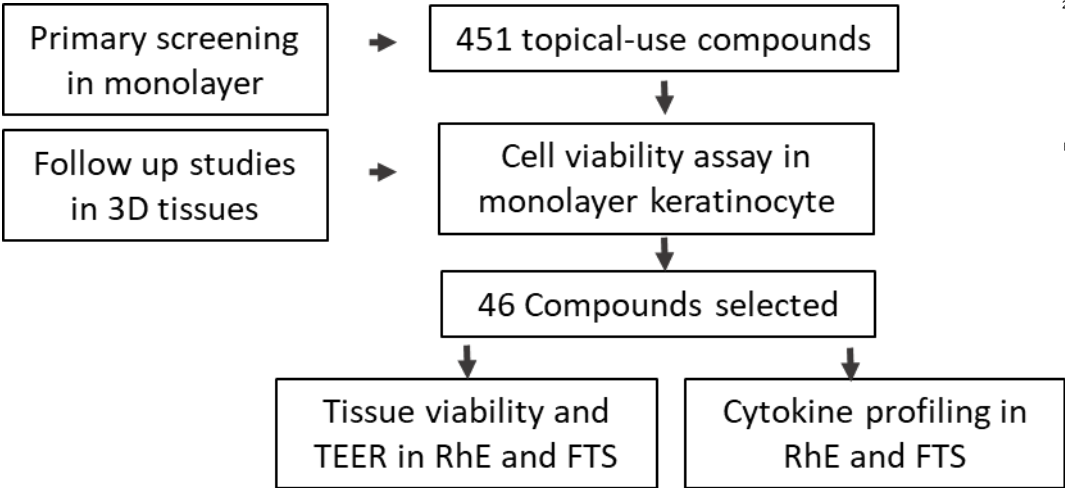 Primary screening
in monolayer
451 topical-use compounds
Follow up studies
in 3D tissues
Cell viability assay in
monolayer keratinocyte
46 Compounds selected
Tissue viability and
TEER in RhE and FTS
Cytokine profiling in
RhE and FTS